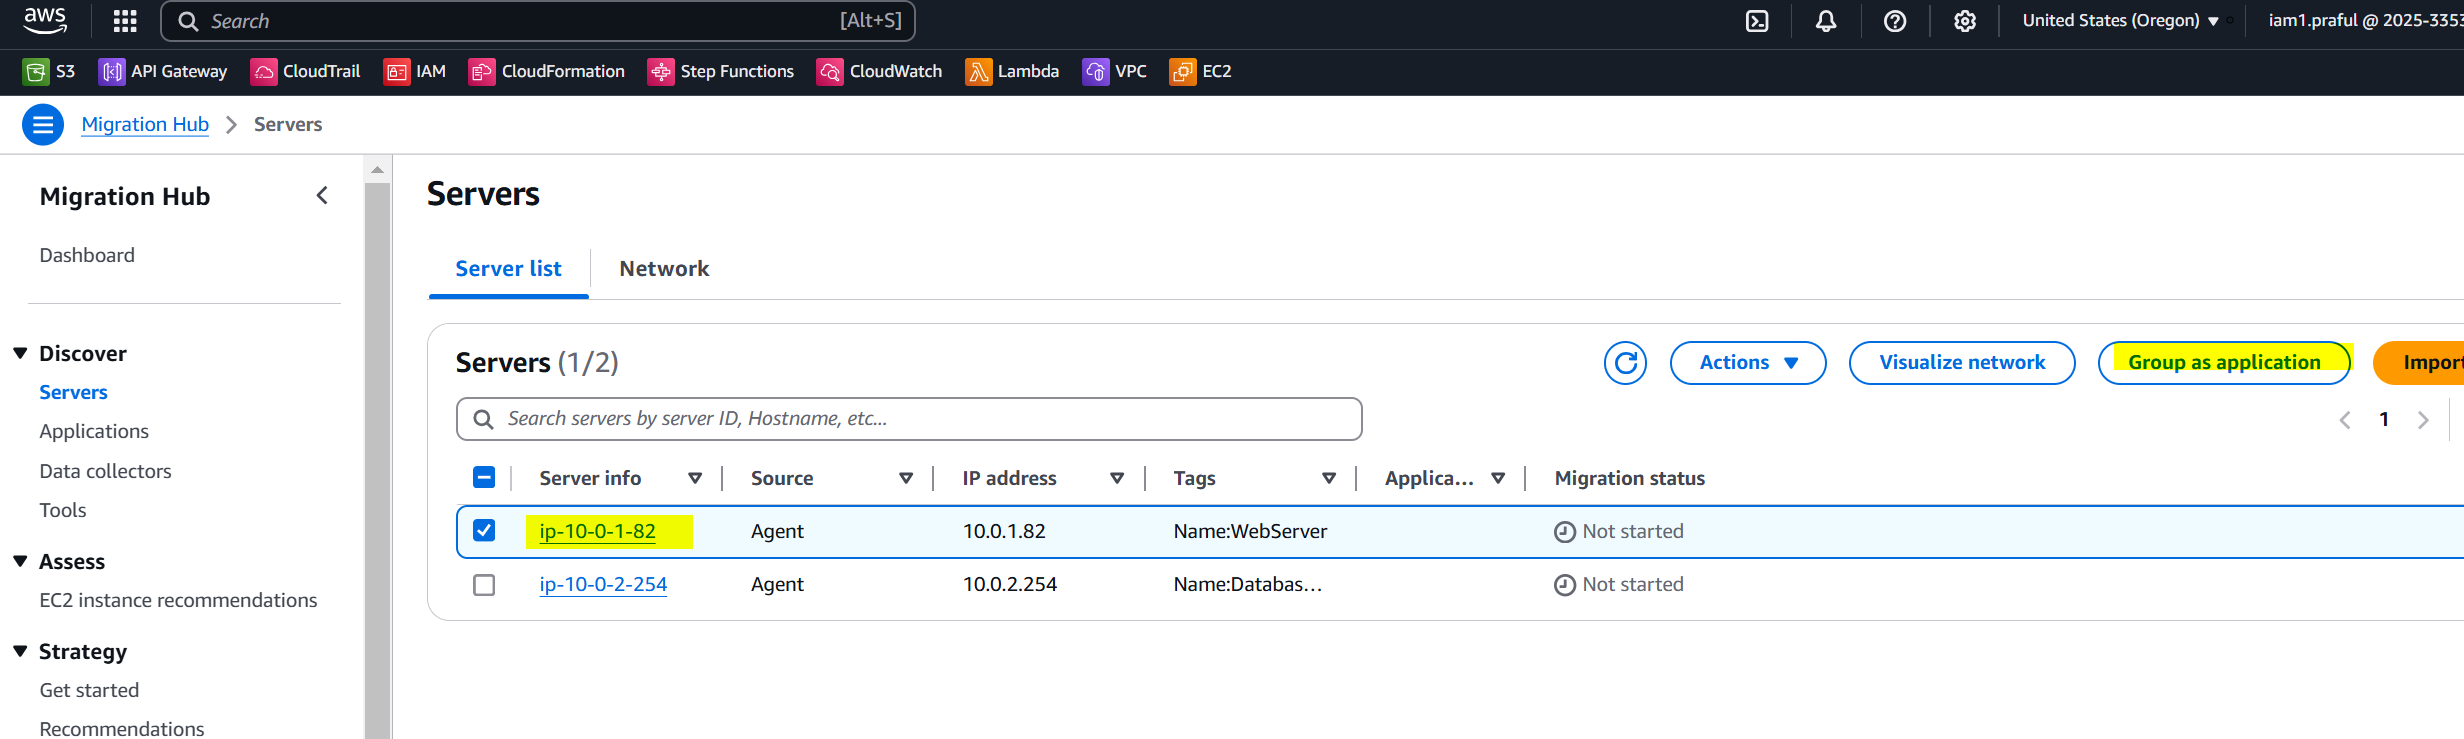 aws Search [Alt+S] United States (Oregon) iam1.praful @ 2025-3353
S3 API Gateway CloudTrail IAM CloudFormation Step Functions CloudWatch Lambda VPC EC2
Migration Hub Servers
Migration Hub
Dashboard
Discover
Servers
Applications
Data collectors
Tools
Assess
EC2 instance recommendations
Strategy
Get started
Recommendations
Servers
Server list Network
Servers (1/2) Actions Visualize network Group as application Import
Search servers by server ID, Hostname, etc...
1
Server info Source IP address Tags Applica... Migration status
ip-10-0-1-82 Agent 10.0.1.82 Name:WebServer Not started
ip-10-0-2-254 Agent 10.0.2.254 Name:Databas... Not started